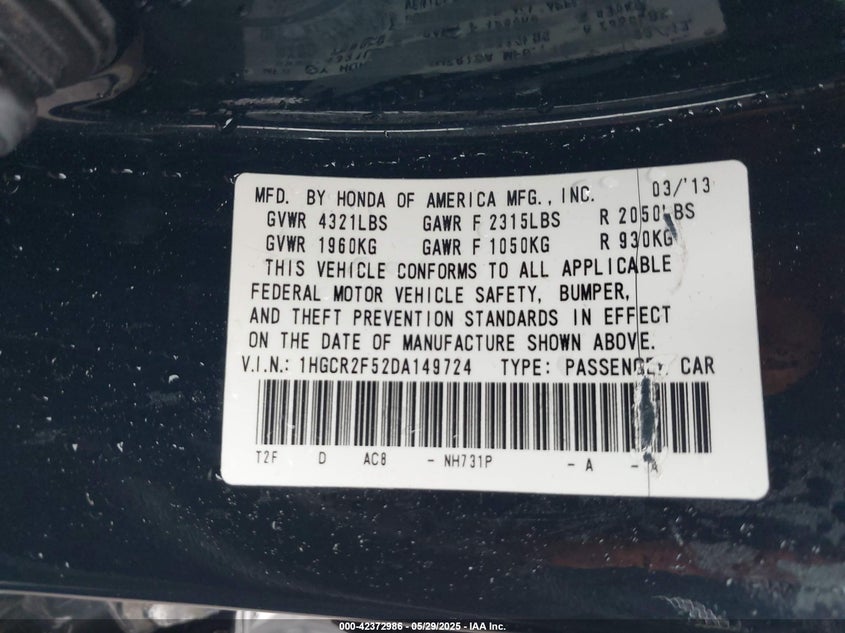 MFD. BY HONDA OF AMERICA MFG., INC. 03/'13
GVWR 4321LBS GAWR F 2315LBS R 2050LBS
GVWR 1960KG GAWR F 1050KG R 930KG
THIS VEHICLE CONFORMS TO ALL APPLICABLE
FEDERAL MOTOR VEHICLE SAFETY, BUMPER,
AND THEFT PREVENTION STANDARDS IN EFFECT
ON THE DATE OF MANUFACTURE SHOWN ABOVE.
V.I.N.: 1HGCR2F52DA149724 TYPE: PASSENGER CAR
T2F D AC8 - NH731P - A - A
000-42372986 - 05/29/2025 - IAA Inc.